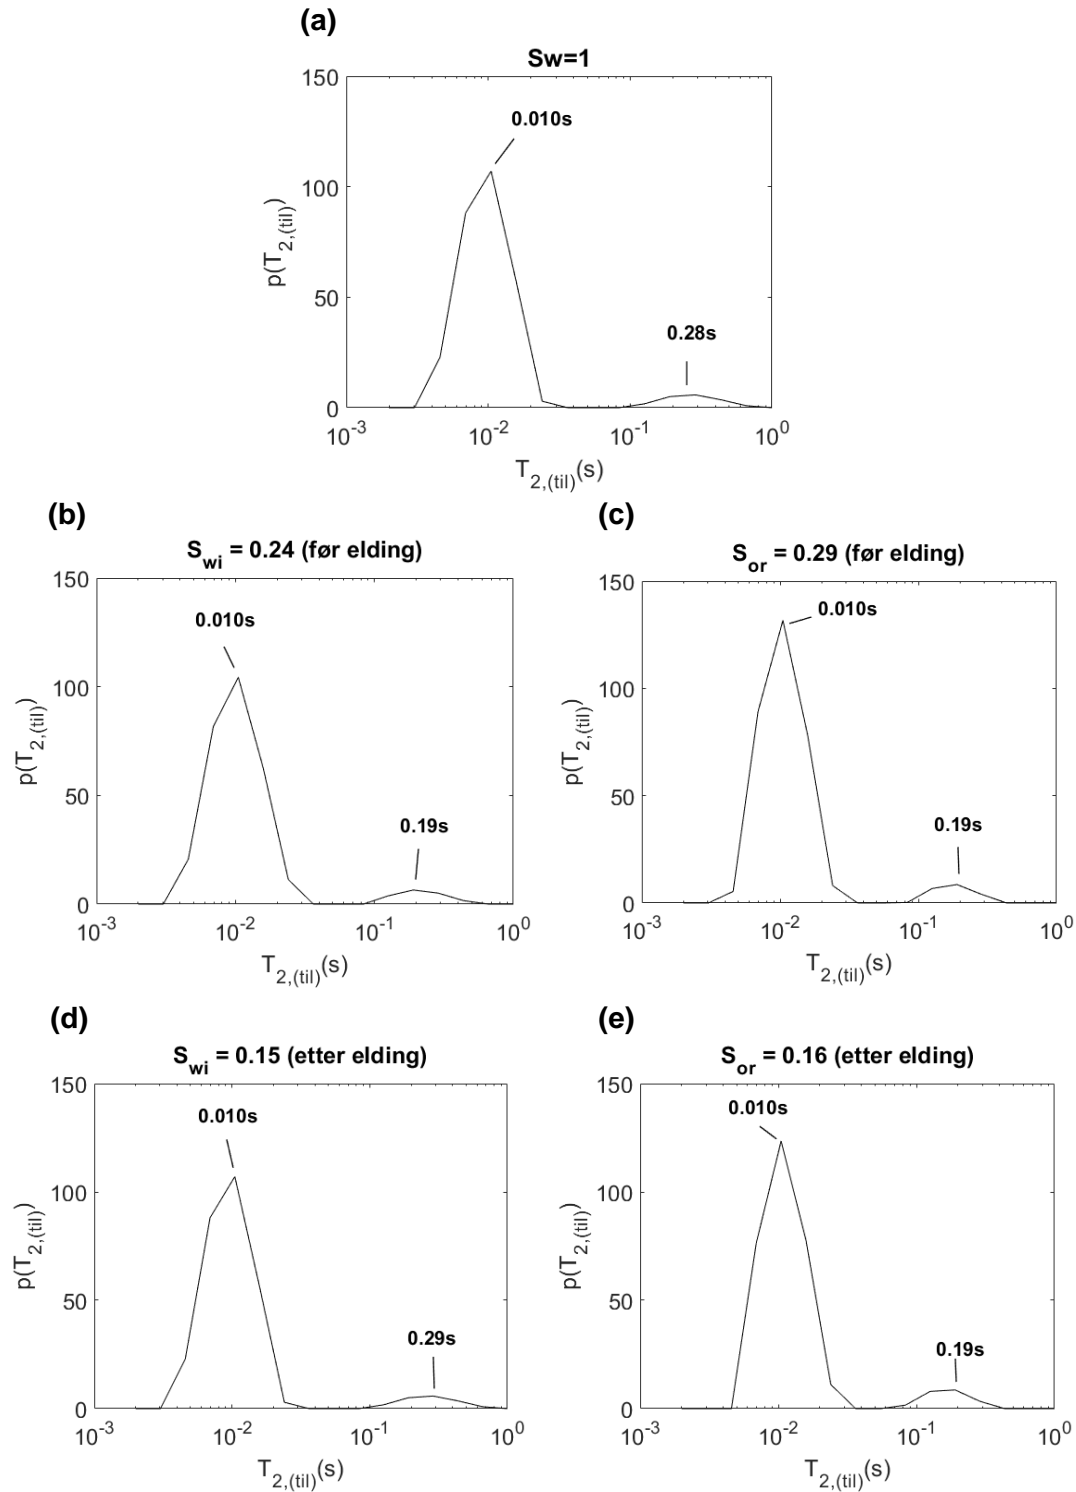 (a)
Sw=1
150
0.010s
100
p(T2,(til))
50
0.28s
0
10-3
10-2
10-1
100
T2,(til)(s)
(b)
Swi = 0.24 (før elding)
150
0.010s
100
p(T2,(til))
50
0.19s
0
10-3
10-2
10-1
100
T2,(til)(s)
(c)
Sor = 0.29 (før elding)
150
0.010s
100
p(T2,(til))
50
0.19s
0
10-3
10-2
10-1
100
T2,(til)(s)
(d)
Swi = 0.15 (etter elding)
150
0.010s
100
p(T2,(til))
50
0.29s
0
10-3
10-2
10-1
100
T2,(til)(s)
(e)
Sor = 0.16 (etter elding)
150
0.010s
100
p(T2,(til))
50
0.19s
0
10-3
10-2
10-1
100
T2,(til)(s)